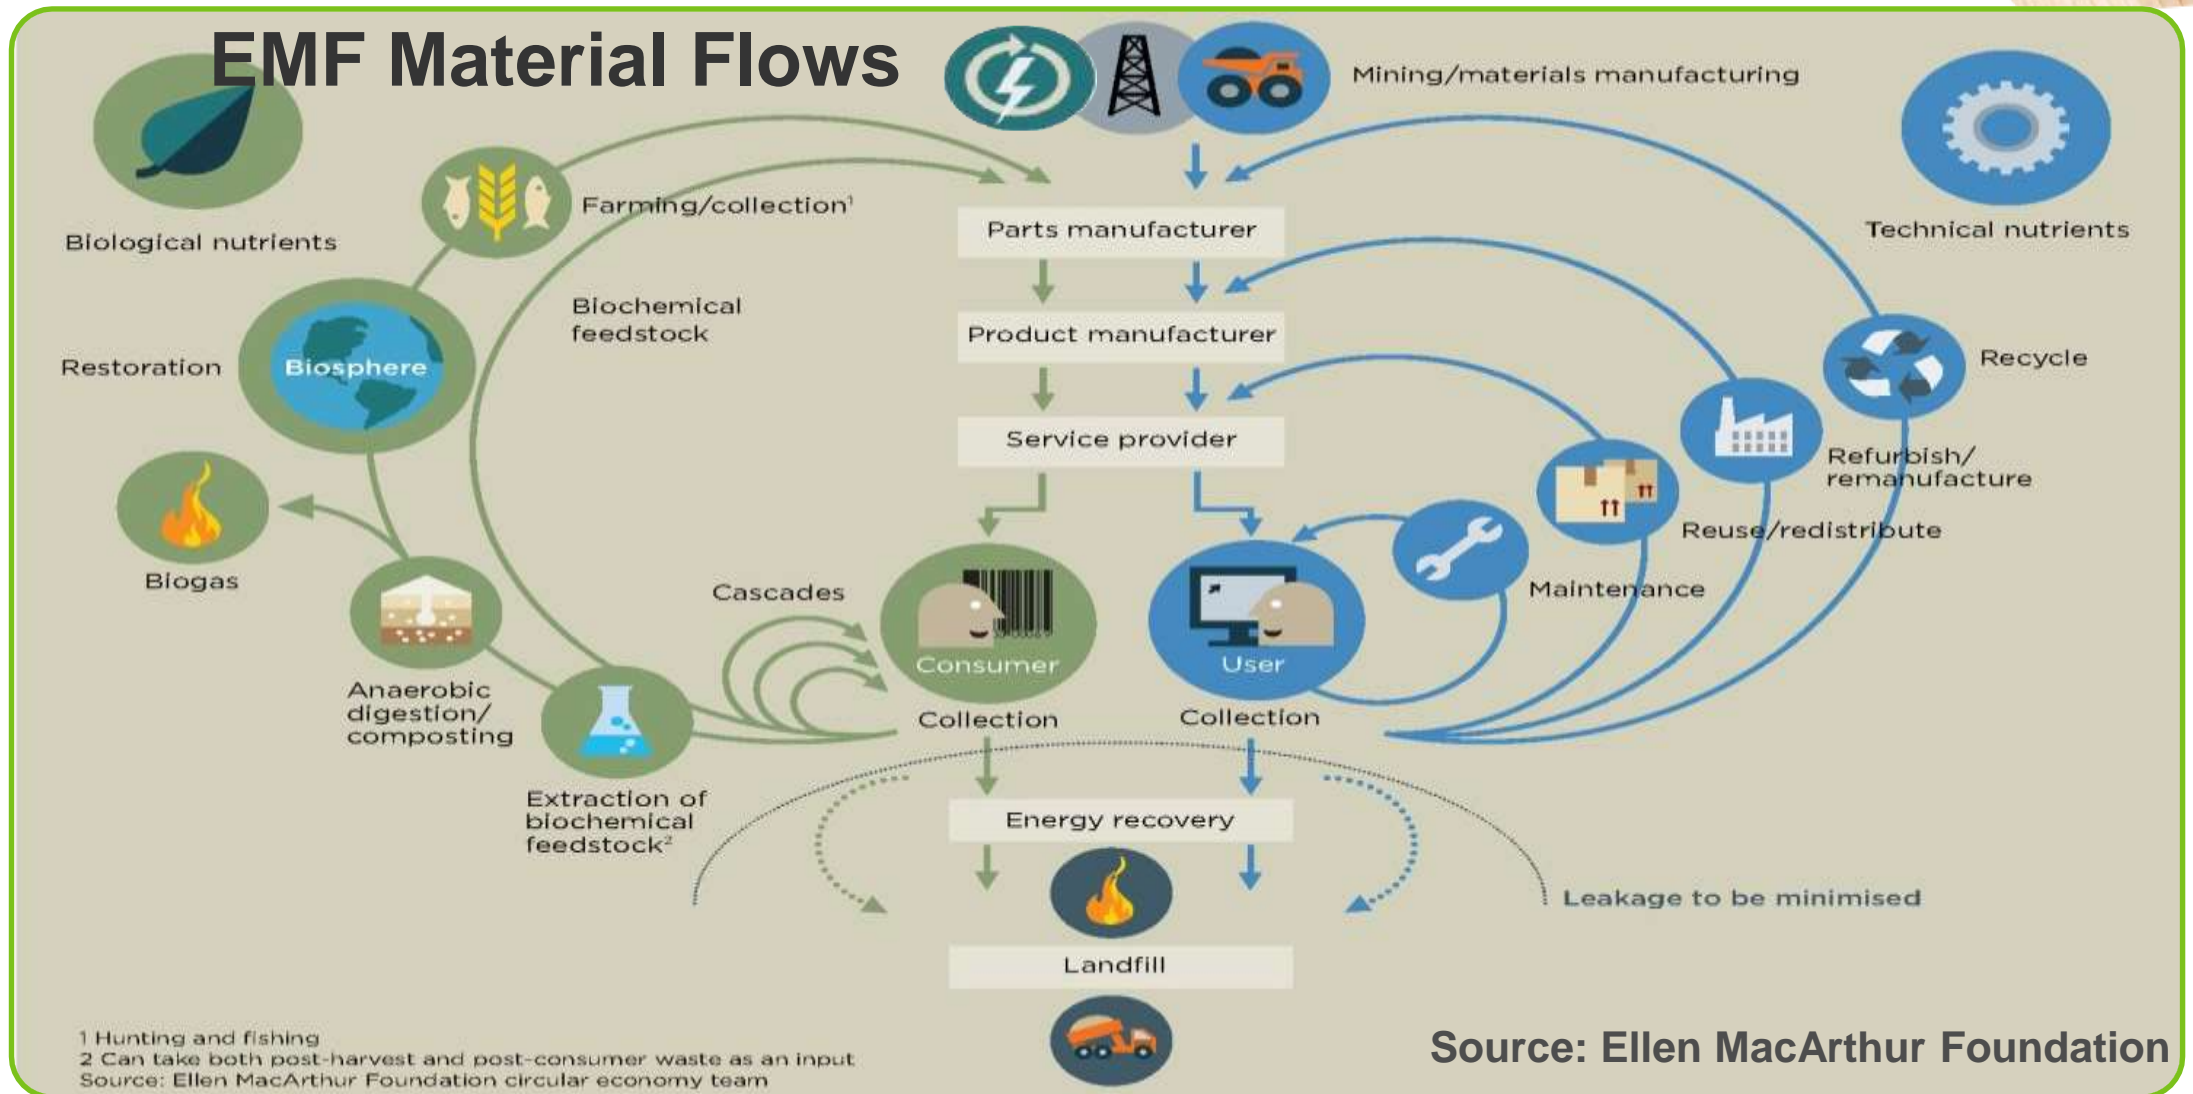 EMF Material Flows
Mining/materials manufacturing
Biological nutrients
Technical nutrients
Farming/collection¹
Parts manufacturer
Biochemical
feedstock
Product manufacturer
Restoration
Biosphere
Recycle
Service provider
Refurbish/
remanufacture
Reuse/redistribute
Biogas
Cascades
Maintenance
Consumer
User
Anaerobic
digestion/
composting
Collection
Collection
Extraction of
biochemical
feedstock²
Energy recovery
Leakage to be minimised
Landfill
1 Hunting and fishing
2 Can take both post-harvest and post-consumer waste as an input
Source: Ellen MacArthur Foundation circular economy team
Source: Ellen MacArthur Foundation